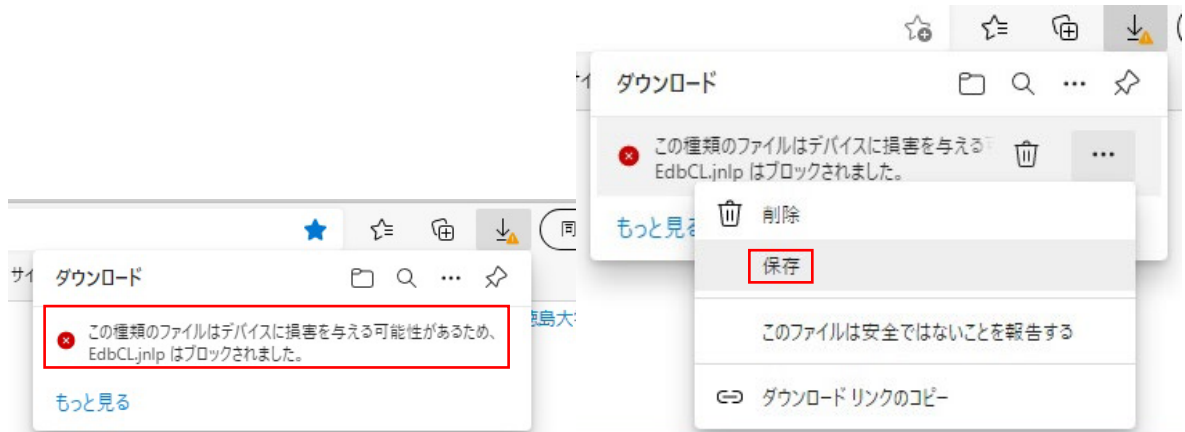 サイ
ダウンロード
この種類のファイルはデバイスに損害を与える可能性があるため、
EdbCL.jnlp はブロックされました。
もっと見る
同
徳島大
ダウンロード
この種類のファイルはデバイスに損害を与える
EdbCL.jnlp はブロックされました。
もっと見る
削除
保存
このファイルは安全ではないことを報告する
ダウンロード リンクのコピー